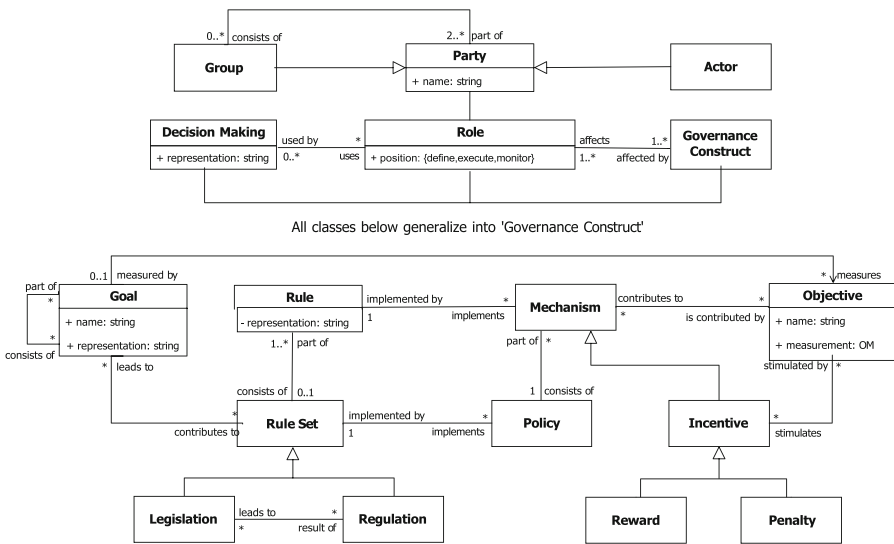 0..* consists of
2..* part of
Group
Party
+ name: string
Actor
Decision Making
+ representation: string
used by *
0..* uses
Role
+ position: {define,execute,monitor}
affects 1..*
1..* affected by
Governance
Construct
All classes below generalize into 'Governance Construct'
0..1 measured by
* measures
part of
*
*
consists of
Goal
+ name: string
+ representation: string
* leads to
Rule
- representation: string
implemented by *
1 implements
Mechanism
contributes to *
* is contributed by
Objective
+ name: string
+ measurement: OM
stimulated by *
1..* part of
consists of 0..1
part of *
1 consists of
*
contributes to
Rule Set
implemented by *
1 implements
Policy
Incentive
*
stimulates
Legislation
leads to *
* result of
Regulation
Reward
Penalty